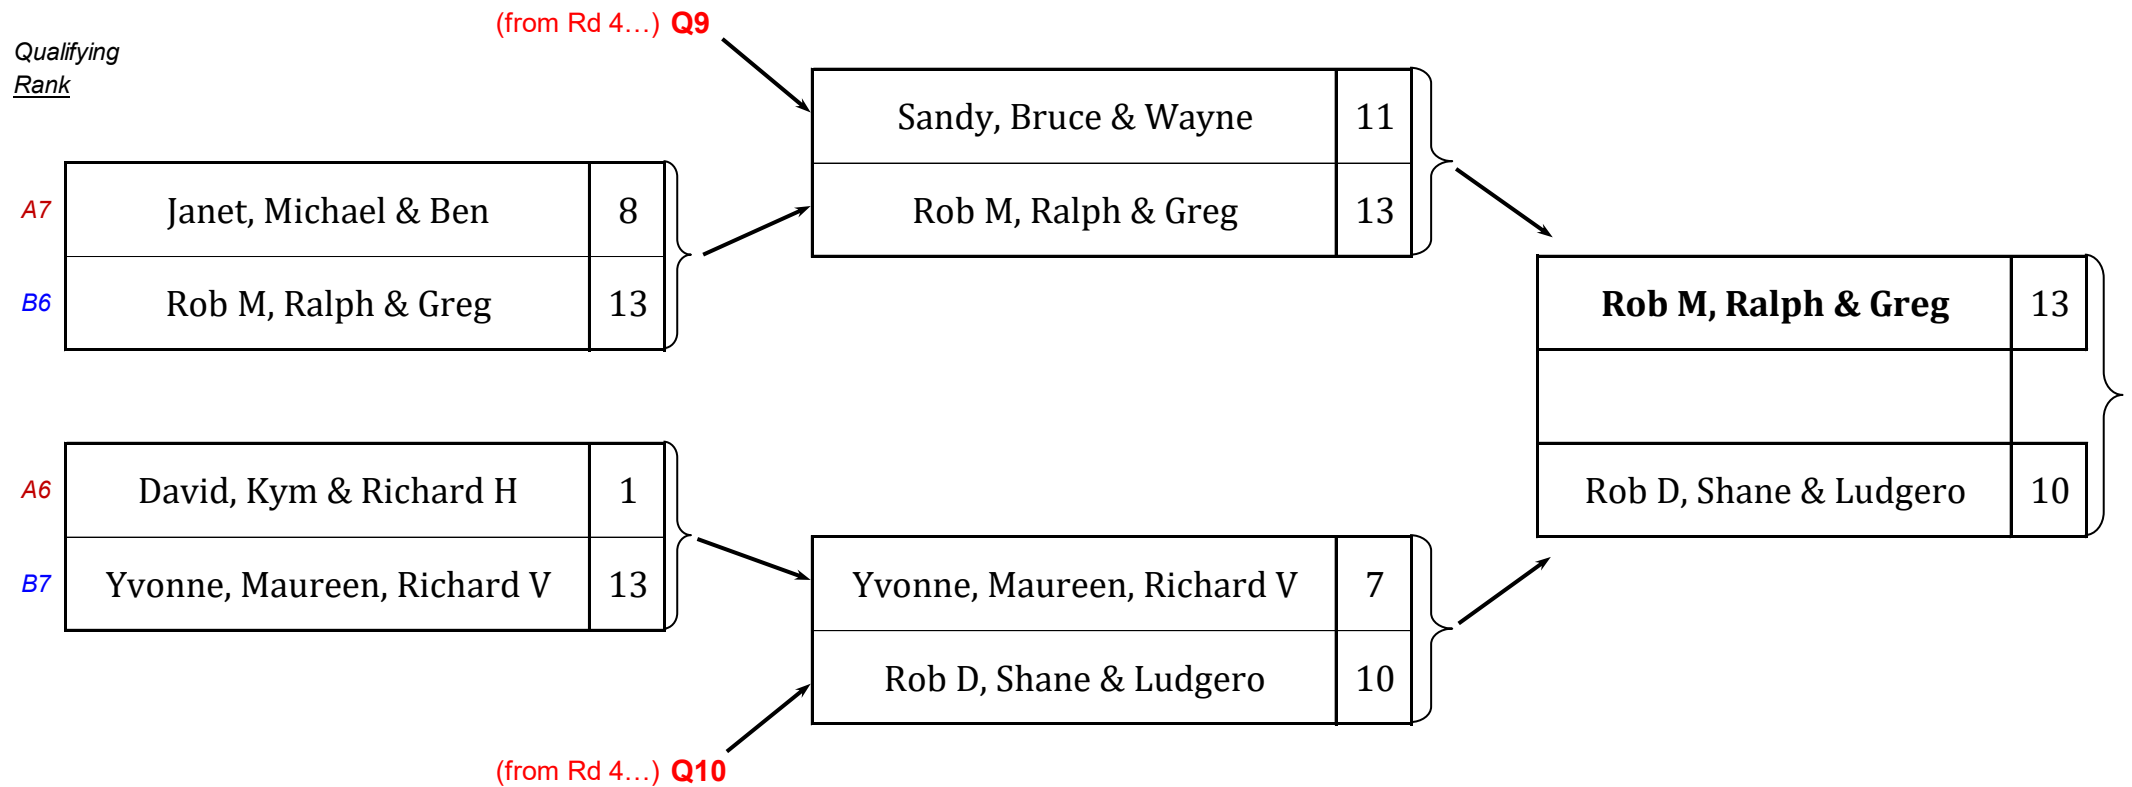 (from Rd 4…) Q9
Qualifying
Rank
Sandy, Bruce & Wayne 11
A7 Janet, Michael & Ben 8
Rob M, Ralph & Greg 13
B6 Rob M, Ralph & Greg 13
Rob M, Ralph & Greg 13
A6 David, Kym & Richard H 1
Rob D, Shane & Ludgero 10
B7 Yvonne, Maureen, Richard V 13
Yvonne, Maureen, Richard V 7
Rob D, Shane & Ludgero 10
(from Rd 4…) Q10